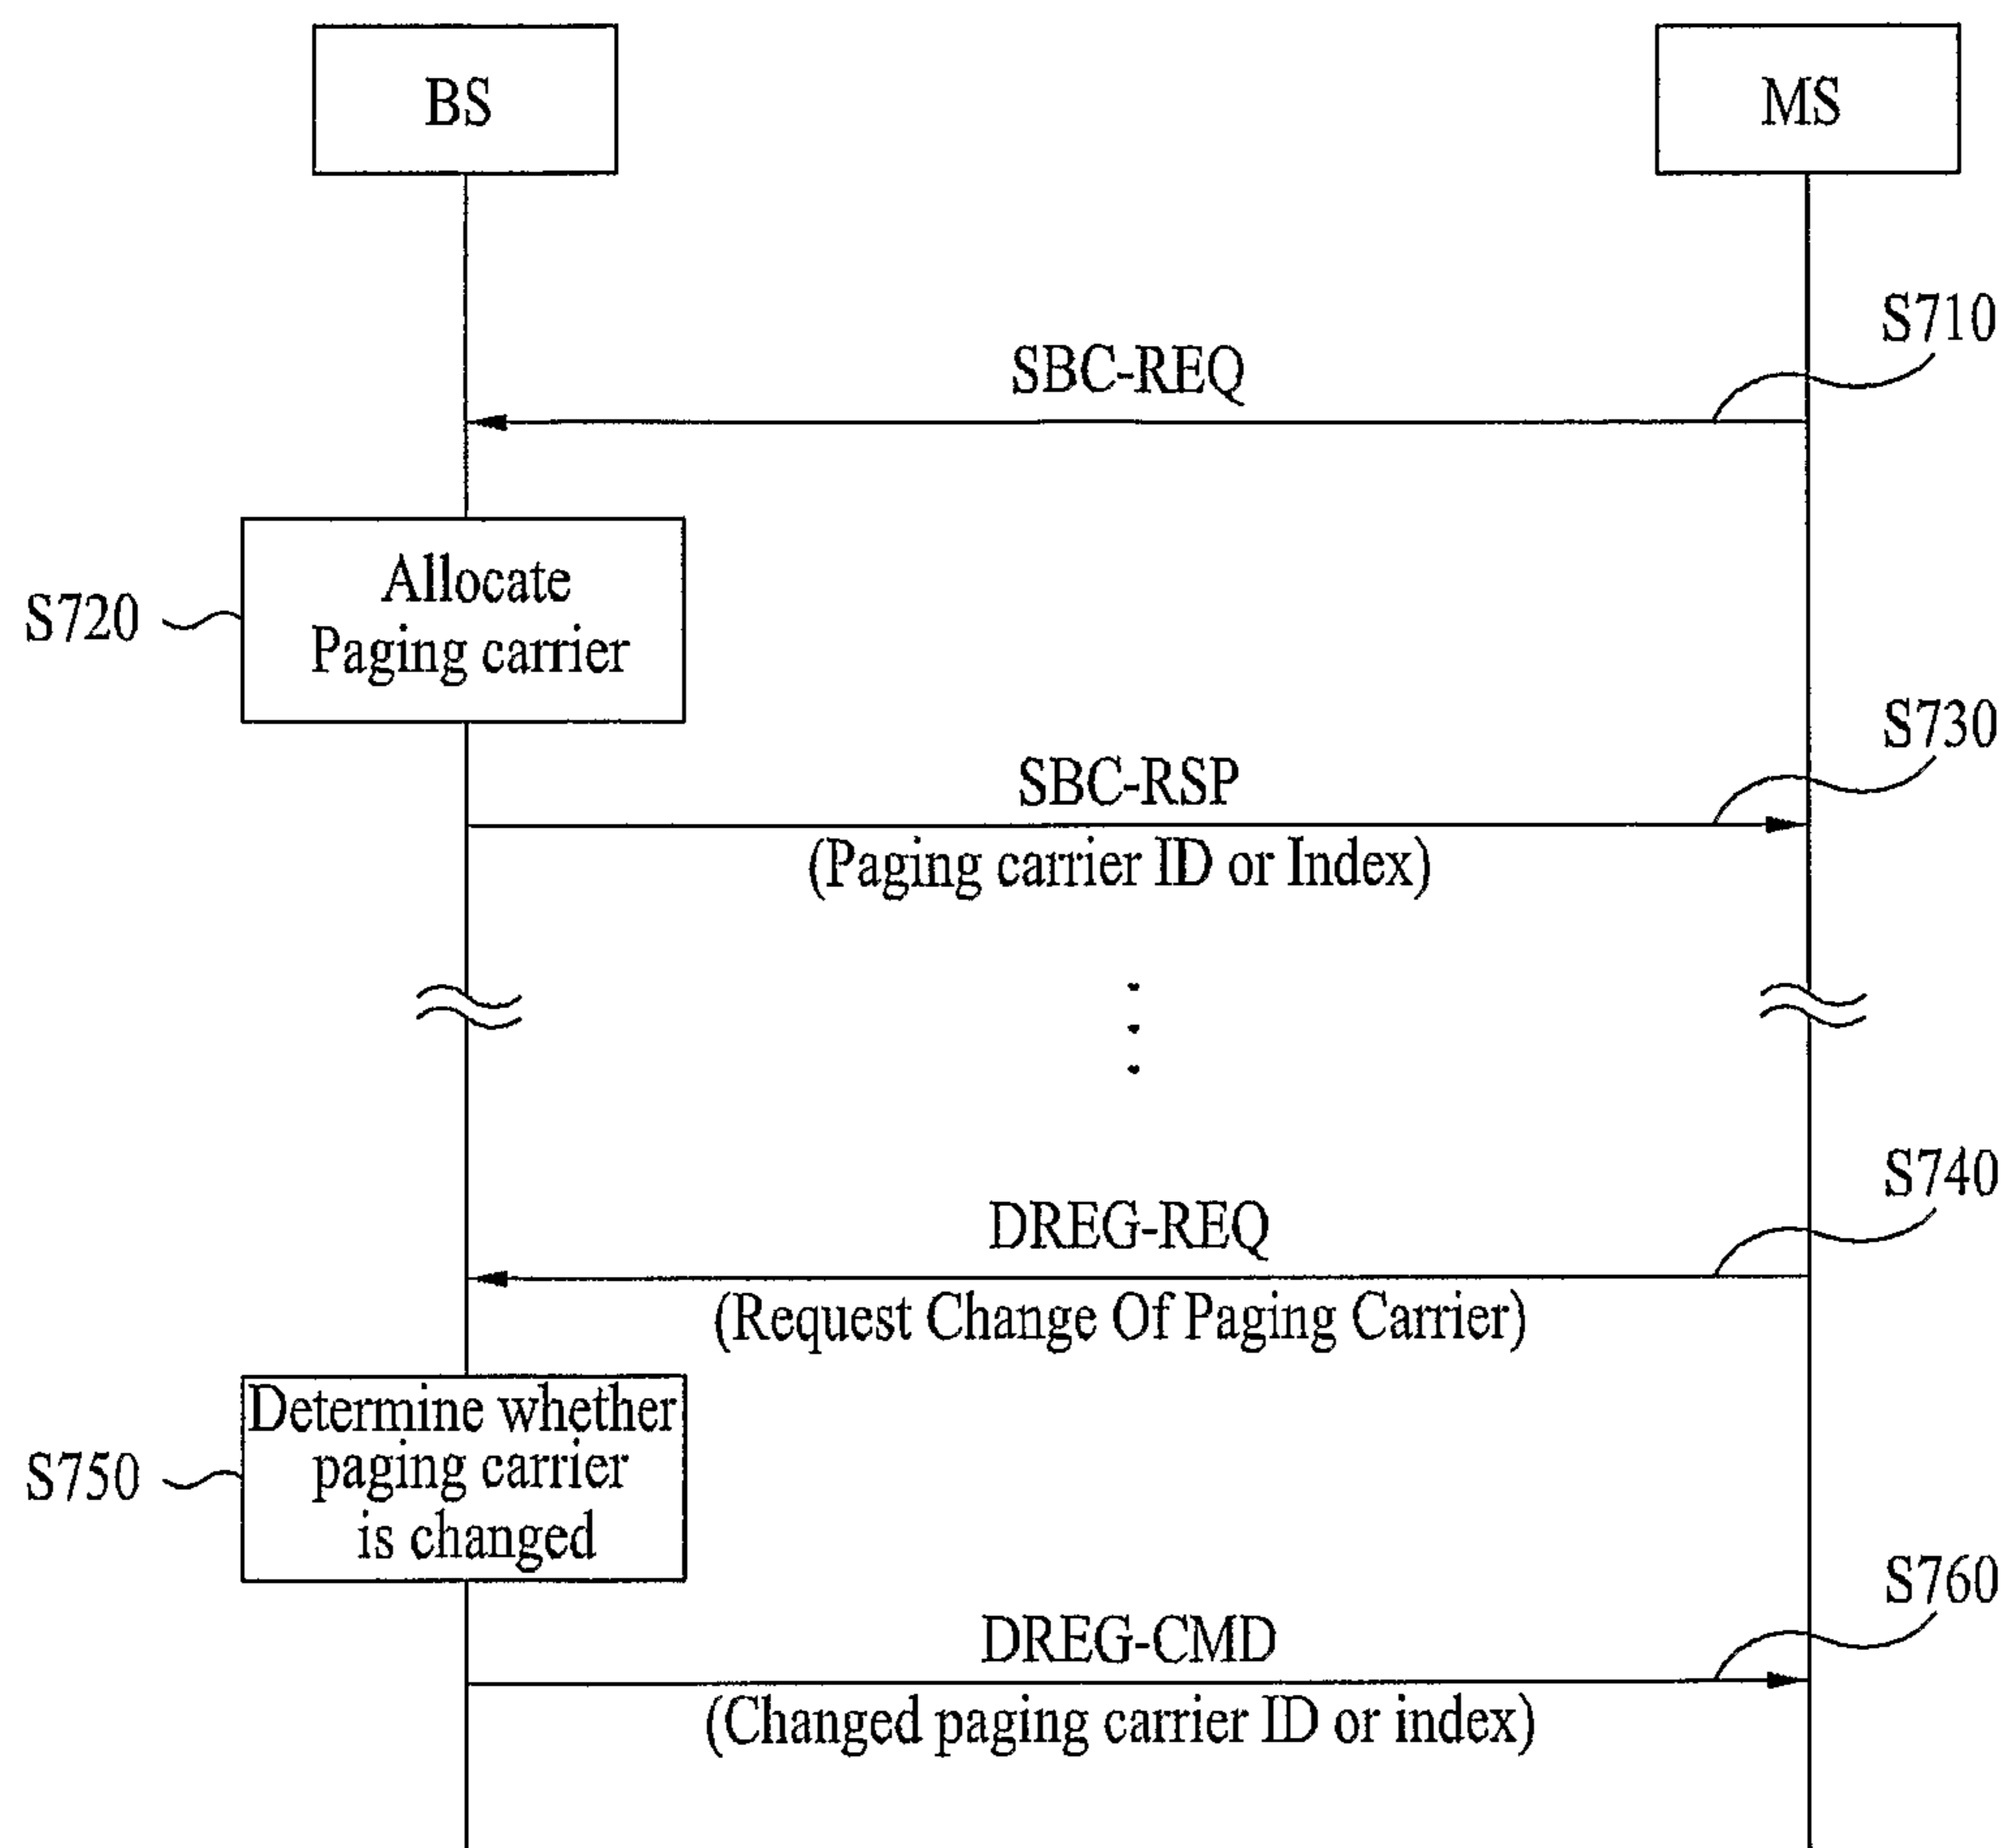 BS
MS
S710
SBC-REQ
Allocate
Paging carrier
S720
S730
SBC-RSP
(Paging carrier ID or Index)
S740
DREG-REQ
(Request Change Of Paging Carrier)
Determine whether
paging carrier
is changed
S750
S760
DREG-CMD
(Changed paging carrier ID or index)